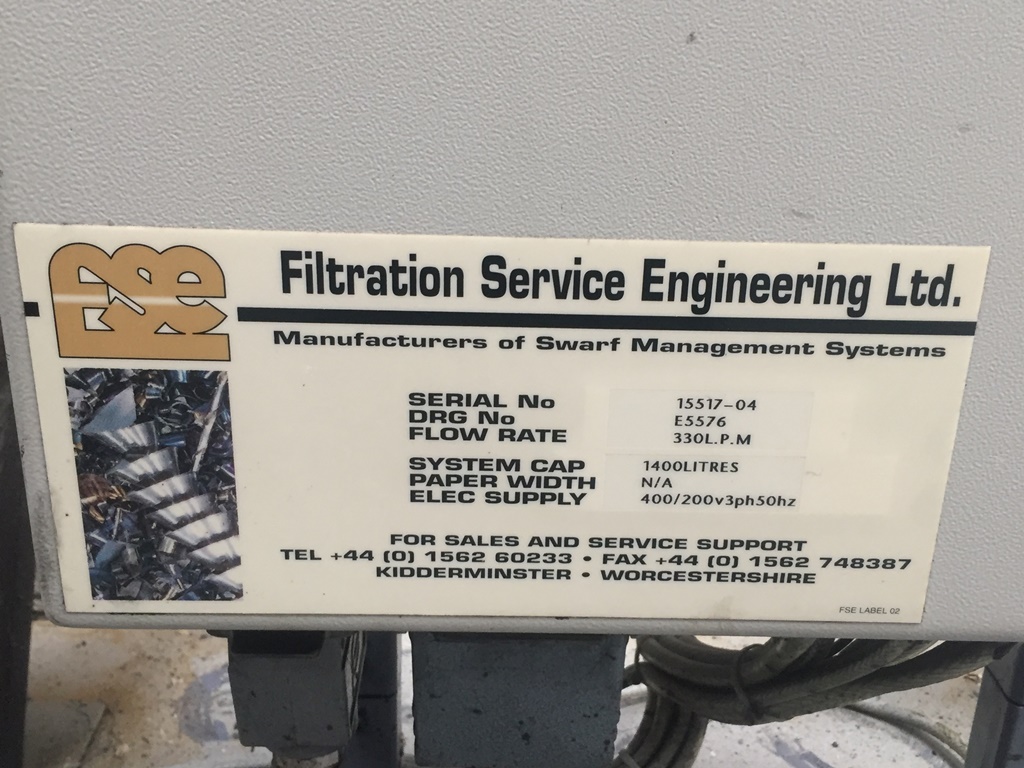 fse
Filtration Service Engineering Ltd.
Manufacturers of Swarf Management Systems
SERIAL No 15517-04
DRG No E5576
FLOW RATE 330L.P.M
SYSTEM CAP 1400LITRES
PAPER WIDTH N/A
ELEC SUPPLY 400/200v3ph50hz
FOR SALES AND SERVICE SUPPORT
TEL +44 (0) 1562 60233 • FAX +44 (0) 1562 748387
KIDDERMINSTER • WORCESTERSHIRE
FSE LABEL 02